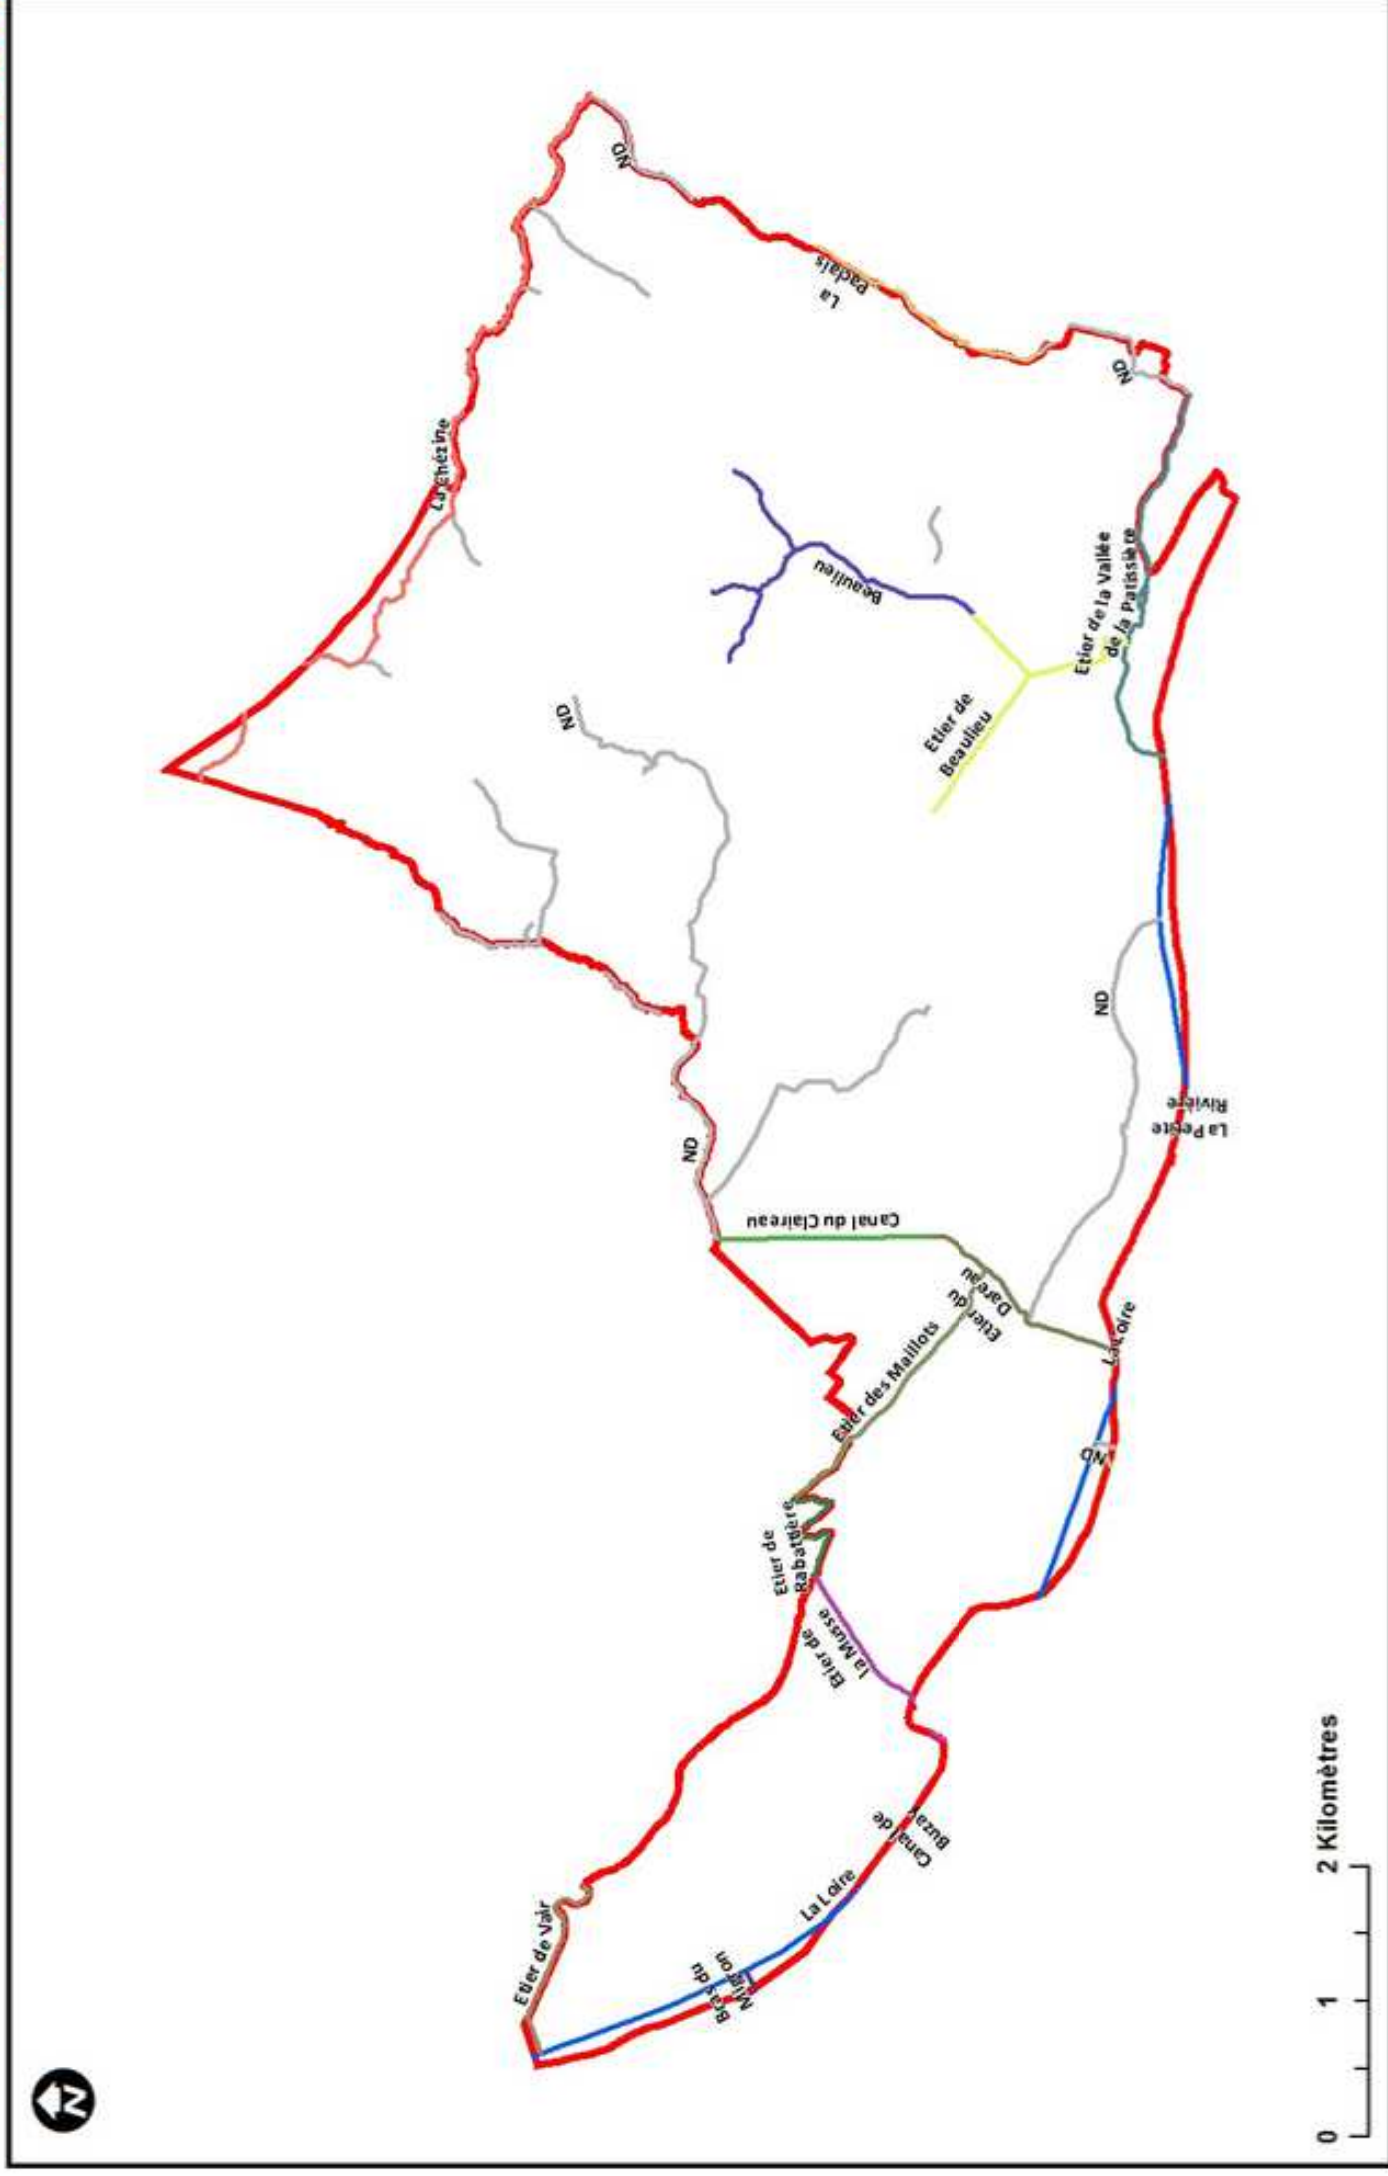 N
La Chézine
ND
La
Padais
ND
Beaulieu
Etier de
Beaulieu
Etier de la Vallée
de la Patissière
ND
ND
ND
La Petite
Rivière
Canal du Claireau
Etier du
Dareau
Etier des Maillots
La Loire
ND
Etier de
Rabattière
Etier de
la Musse
Canal de
Buzay
La Loire
Bras du
Migron
Etier de Vair
0 1 2 Kilomètres